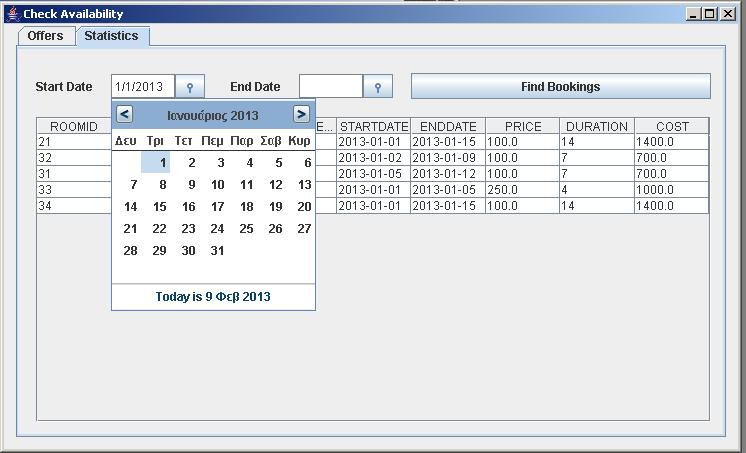 Check Availability
Offers Statistics
Start Date 1/1/2013 End Date Find Bookings
Ιανουάριος 2013
Δευ Τρι Τετ Πεμ Παρ Σαβ Κυρ
1 2 3 4 5 6
7 8 9 10 11 12 13
14 15 16 17 18 19 20
21 22 23 24 25 26 27
28 29 30 31
Today is 9 Φεβ 2013
ROOMID E... STARTDATE ENDDATE PRICE DURATION COST
21 2013-01-01 2013-01-15 100.0 14 1400.0
32 2013-01-02 2013-01-09 100.0 7 700.0
31 2013-01-05 2013-01-12 100.0 7 700.0
33 2013-01-01 2013-01-05 250.0 4 1000.0
34 2013-01-01 2013-01-15 100.0 14 1400.0